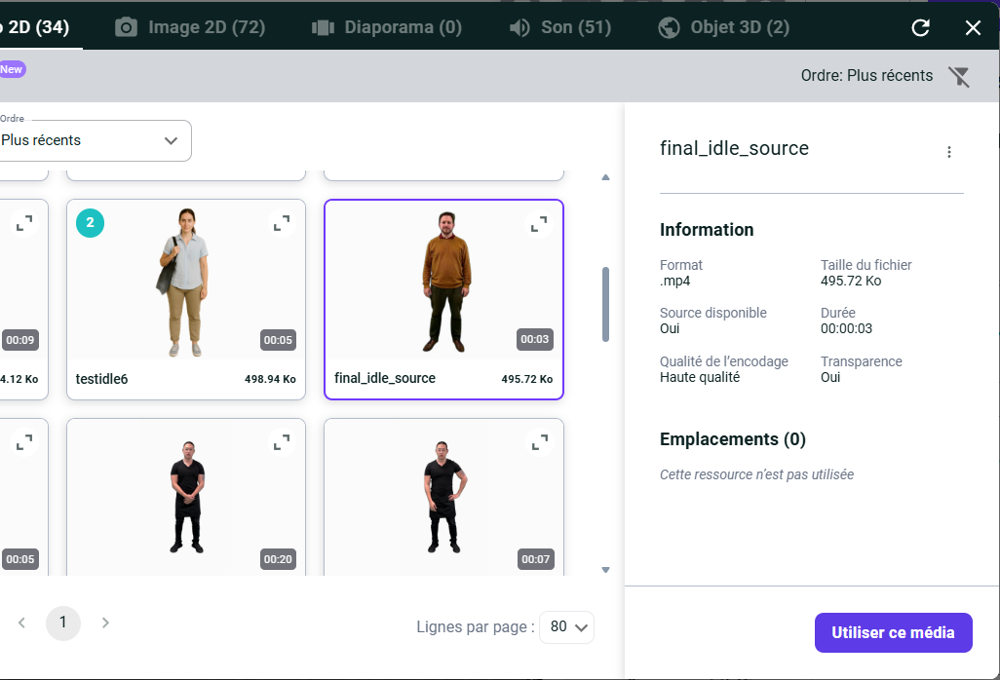 2D (34)
Image 2D (72)
Diaporama (0)
Son (51)
Objet 3D (2)
New
Ordre: Plus récents
Ordre
Plus récents
final_idle_source
00:09
2
00:05
00:03
4.12 Ko
testidle6
498.94 Ko
final_idle_source
495.72 Ko
Information
Format
Taille du fichier
.mp4
495.72 Ko
Source disponible
Durée
Oui
00:00:03
Qualité de l'encodage
Transparence
Haute qualité
Oui
Emplacements (0)
Cette ressource n'est pas utilisée
00:05
00:20
00:07
1
Lignes par page :
80
Utiliser ce média